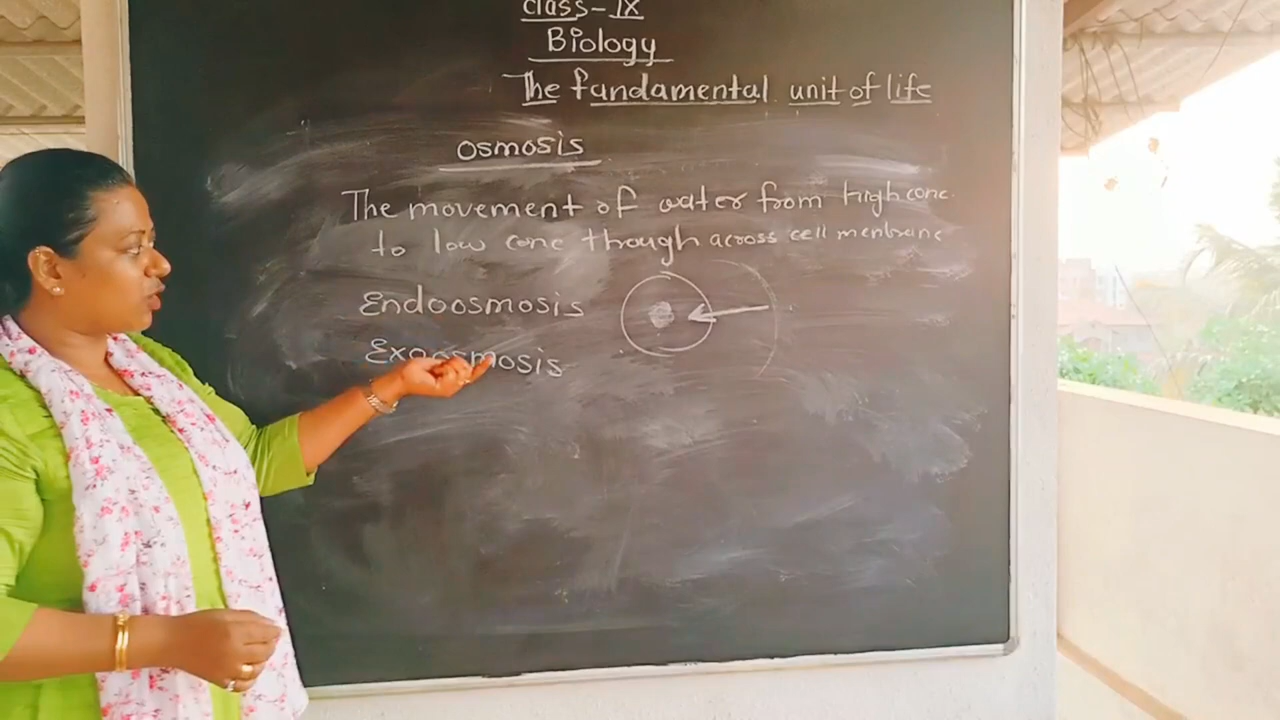 class-IX
Biology
The fundamental unit of life
osmosis
The movement of water from high conc.
to low conc though across cell menbrane
Endoosmosis
Exoosmosis